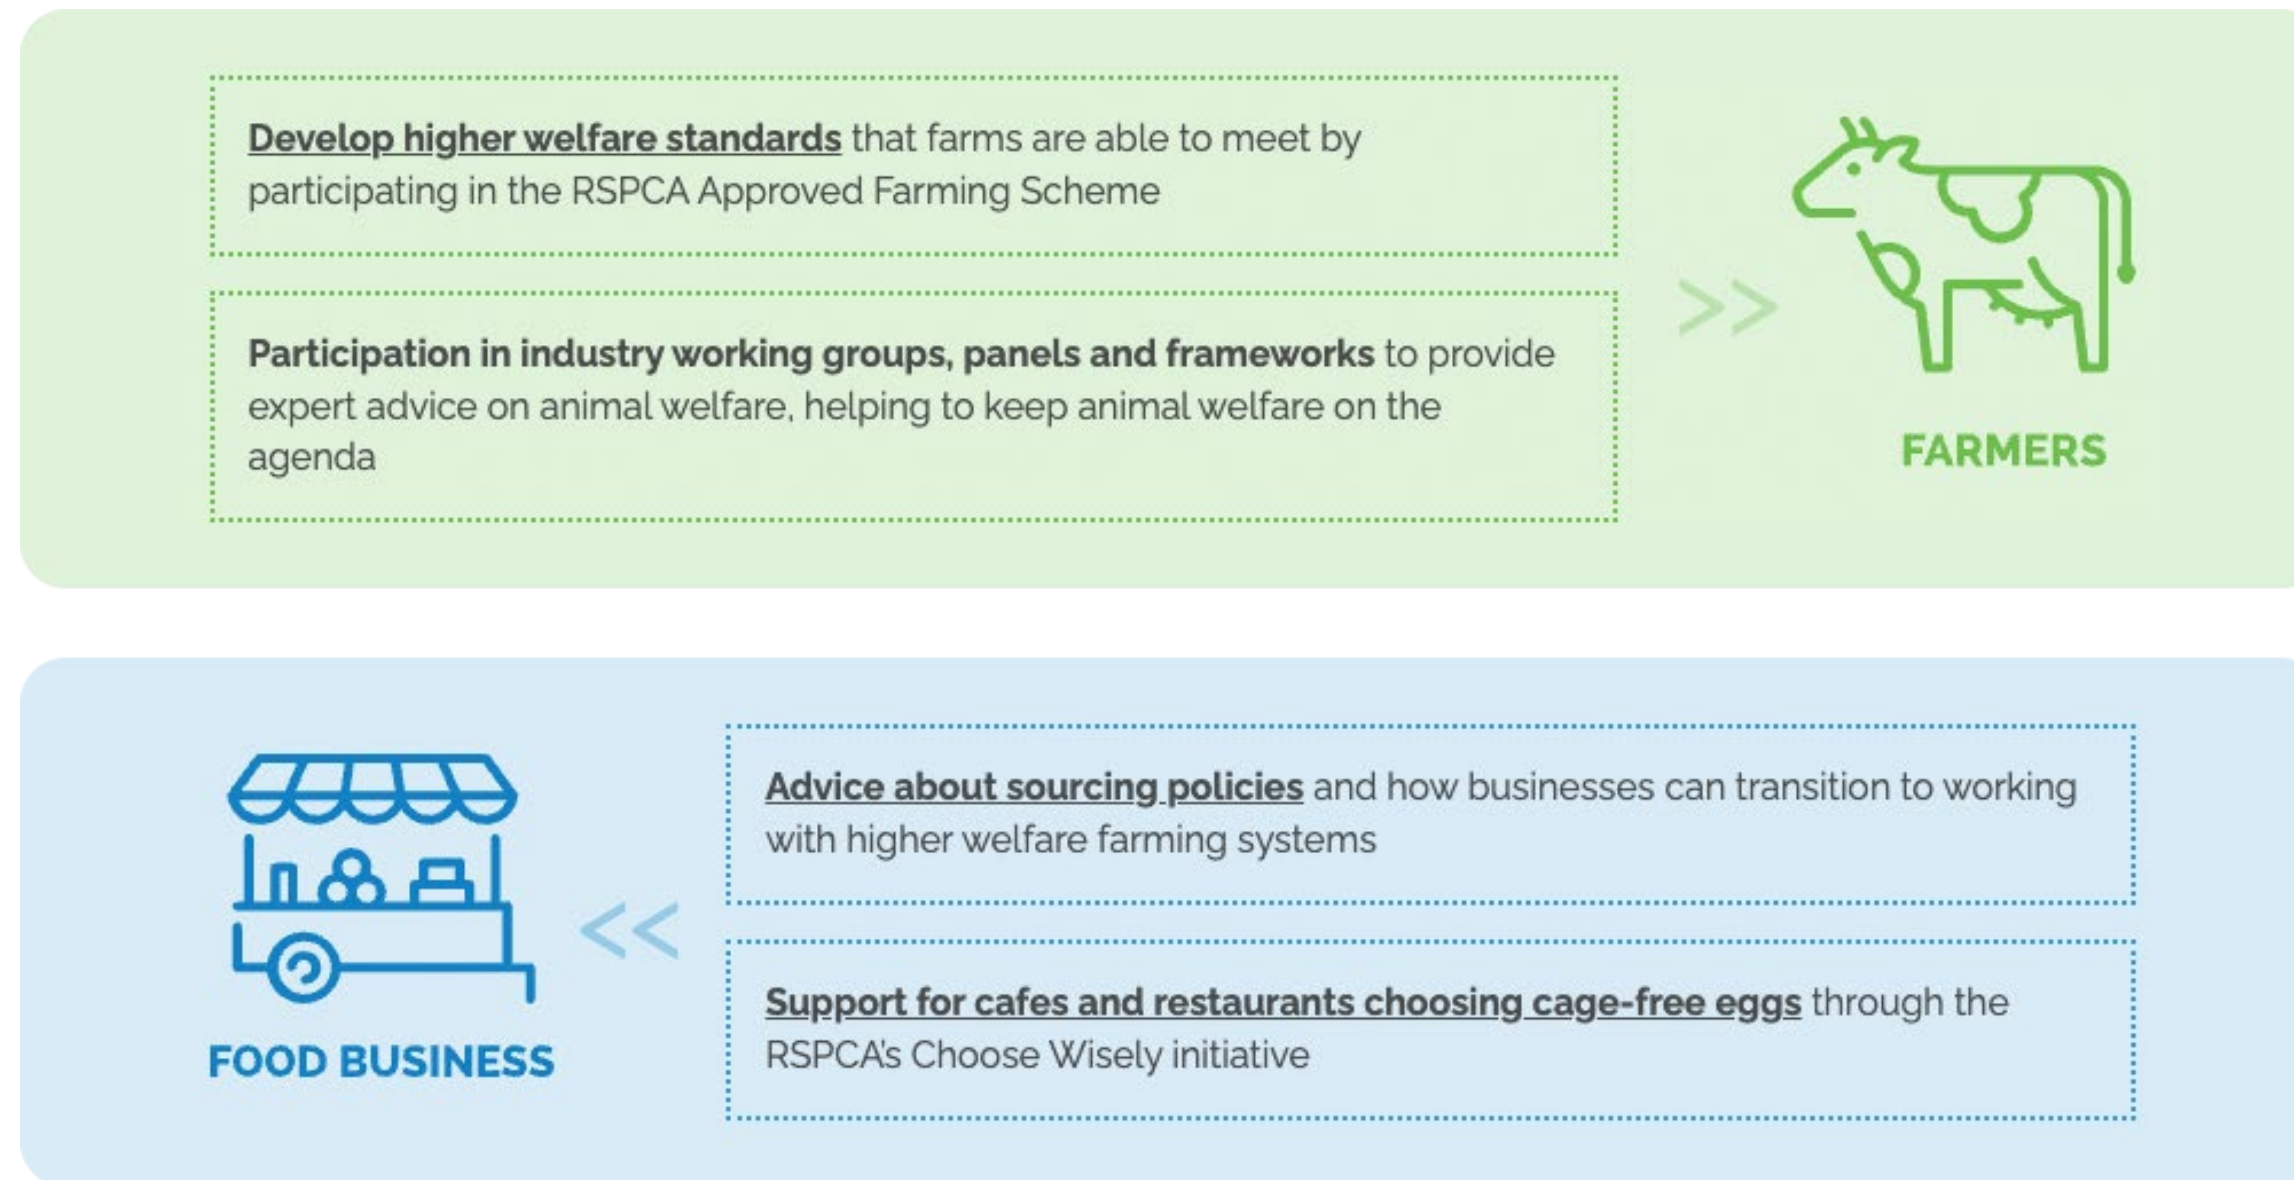 Develop higher welfare standards that farms are able to meet by
participating in the RSPCA Approved Farming Scheme
Participation in industry working groups, panels and frameworks to provide
expert advice on animal welfare, helping to keep animal welfare on the
agenda
FARMERS
Advice about sourcing policies and how businesses can transition to working
with higher welfare farming systems
Support for cafes and restaurants choosing cage-free eggs through the
RSPCA's Choose Wisely initiative
FOOD BUSINESS